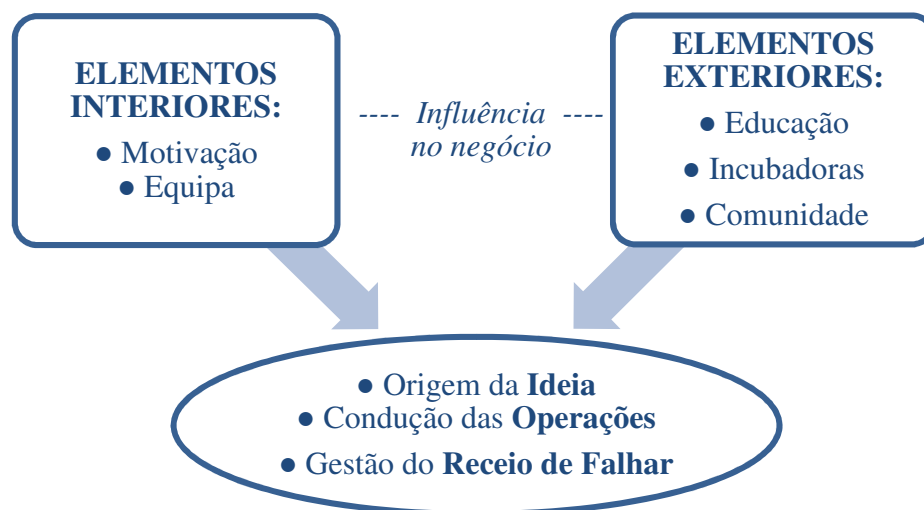 ELEMENTOS
INTERIORES:
● Motivação
● Equipa
---- Influência ----
no negócio
ELEMENTOS
EXTERIORES:
● Educação
● Incubadoras
● Comunidade
● Origem da Ideia
● Condução das Operações
● Gestão do Receio de Falhar